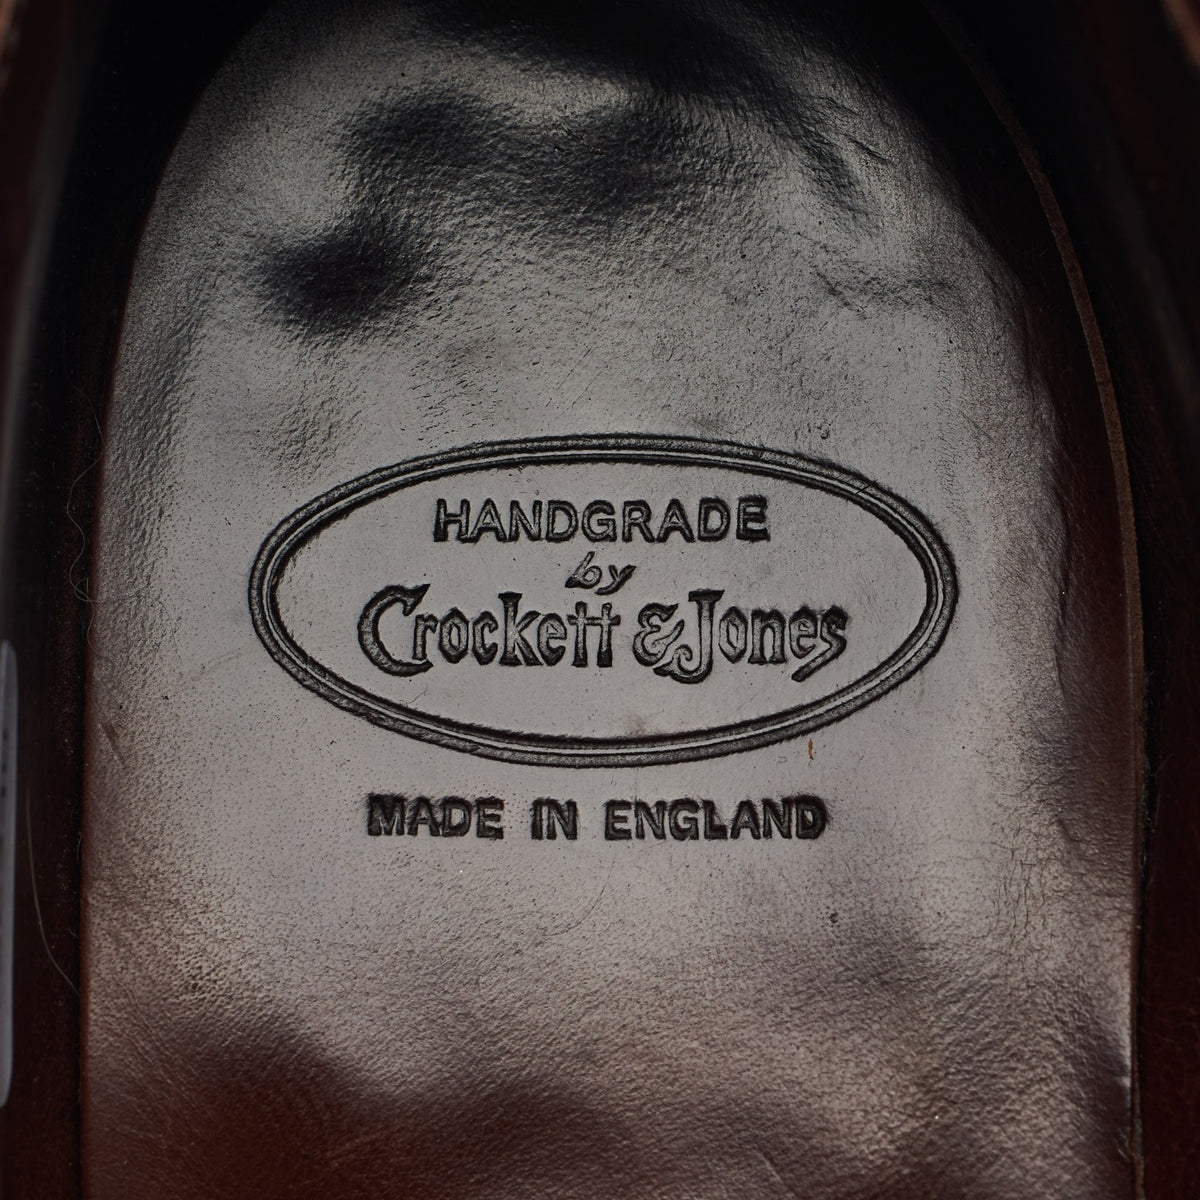 HANDGRADE
by
Crockett & Jones
MADE IN ENGLAND